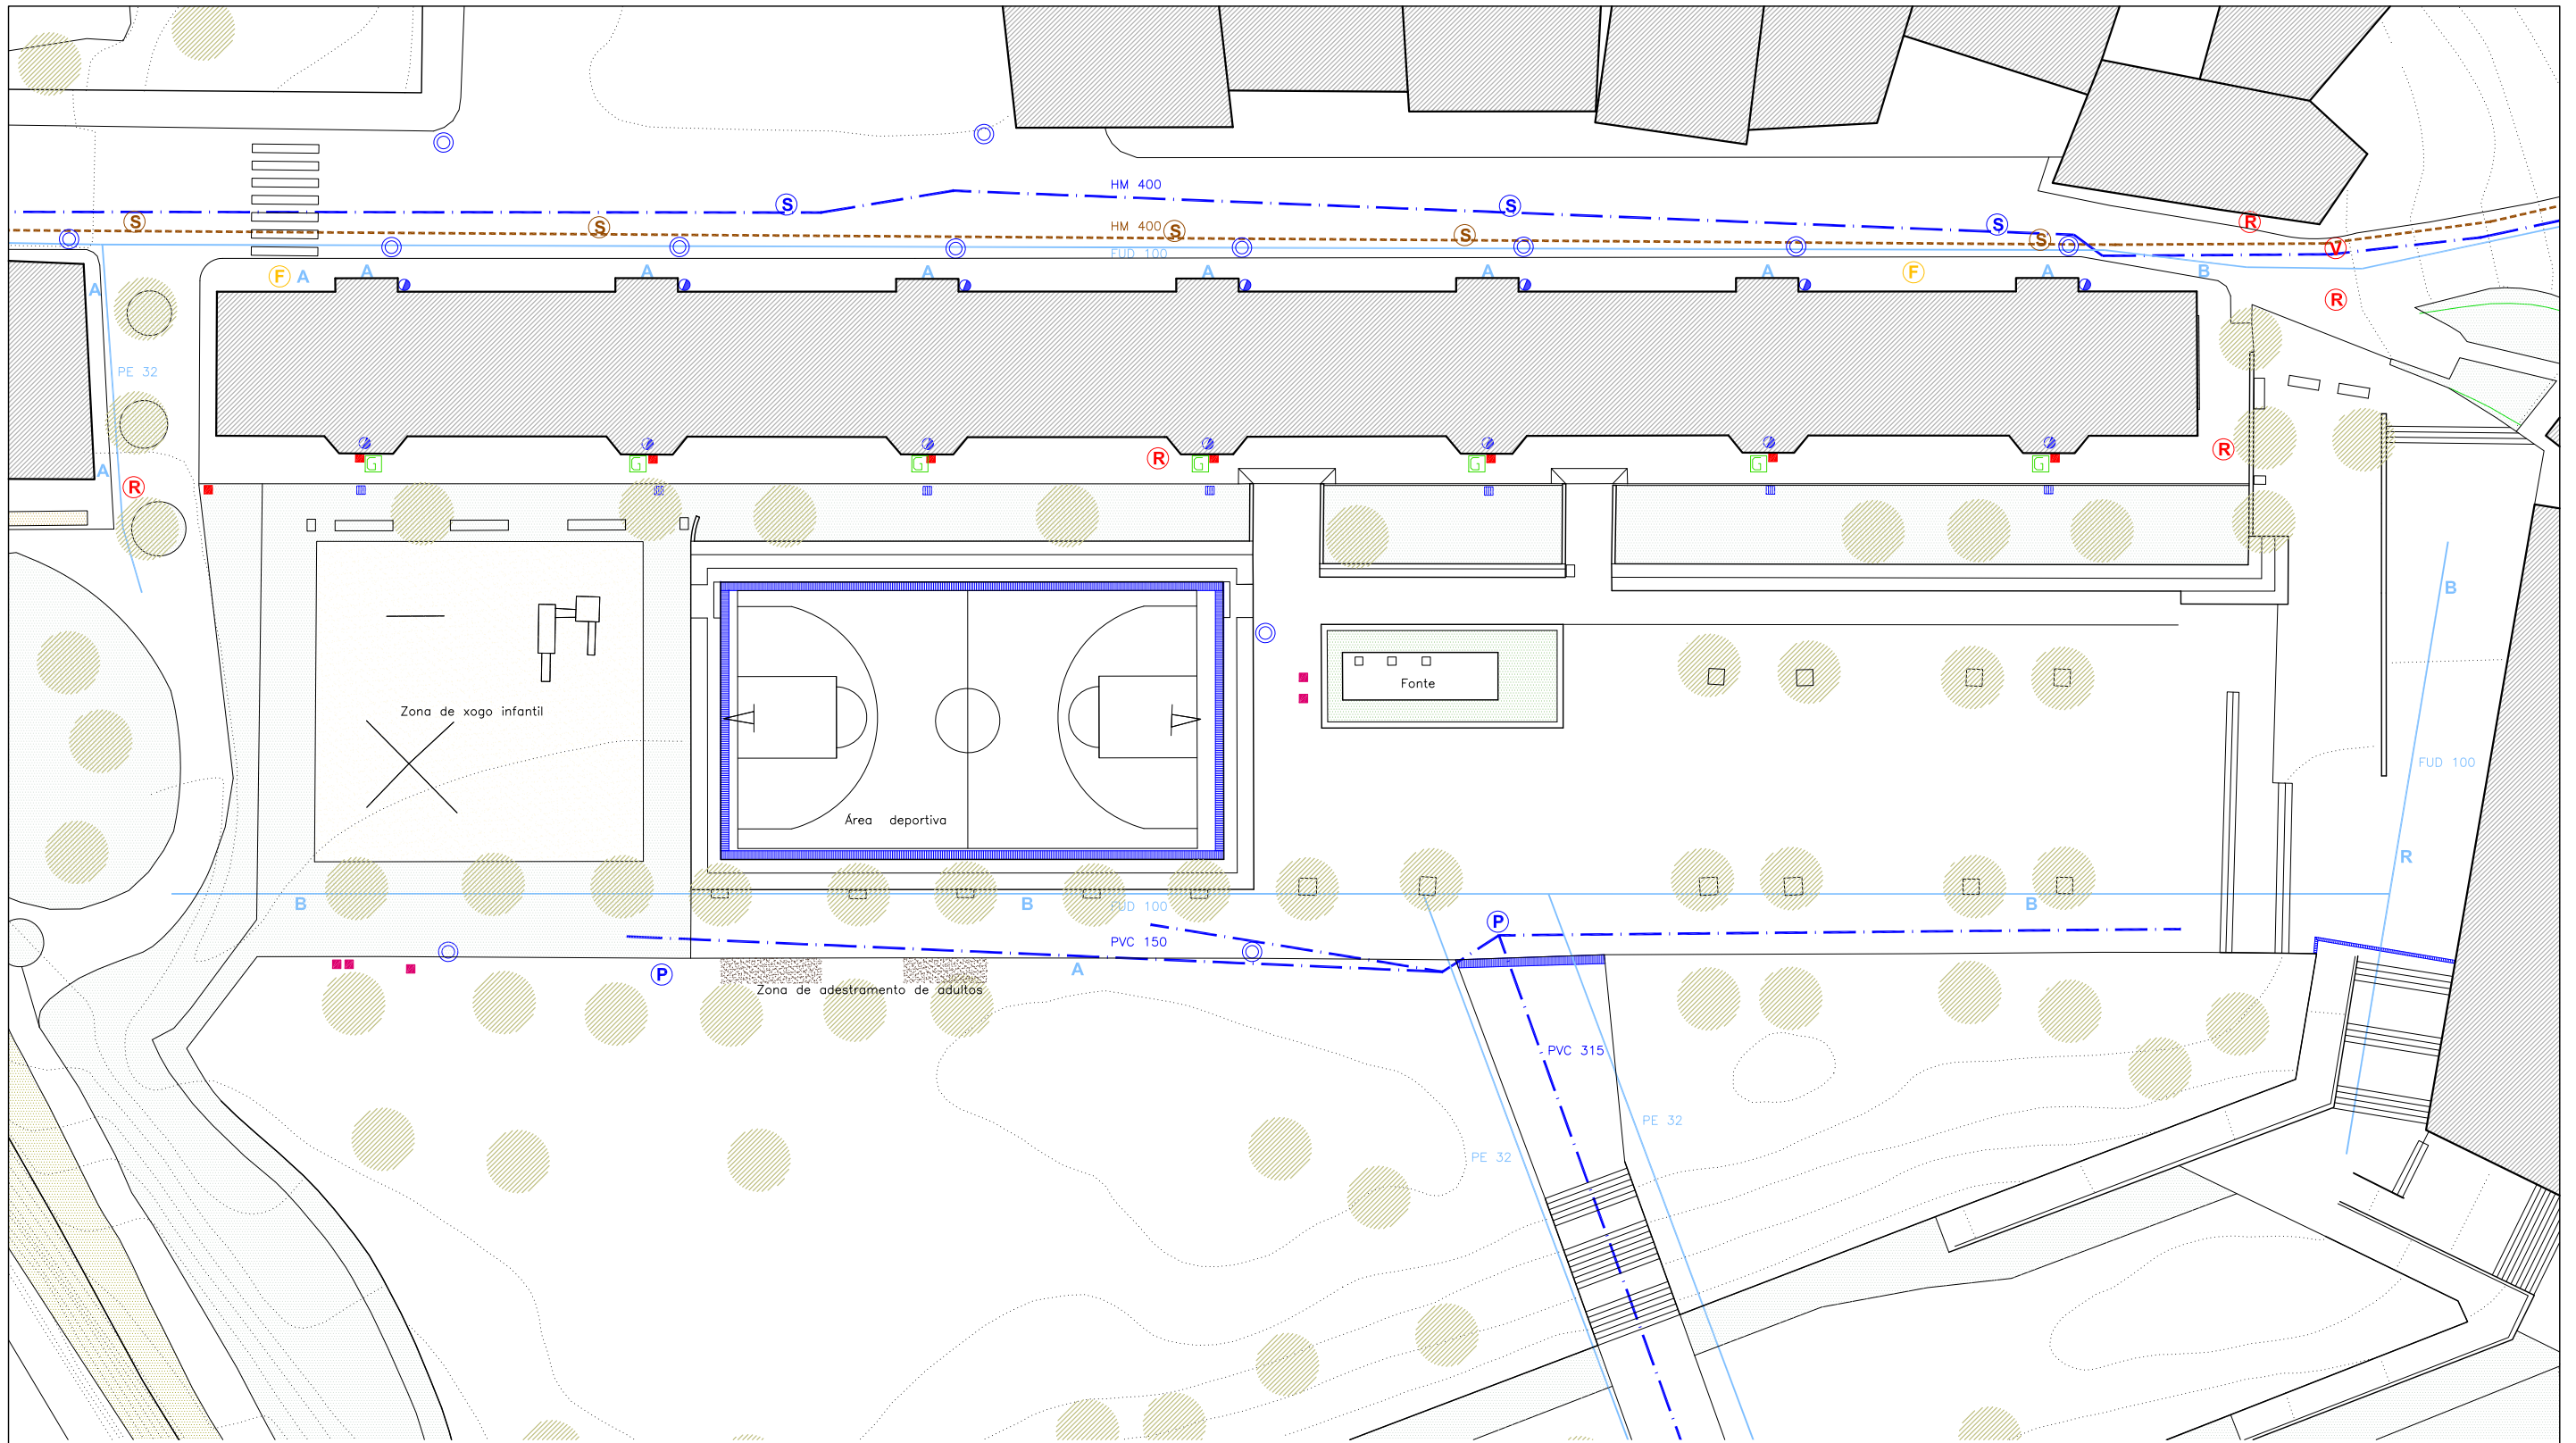 HM 400
S S S
S S S S S
HM 400
R
V
FUD 100
F A A A A A A A F A B
A
R
PE 32
A
R
R
G G G G G G G
R
B
Fonte
Zona de xogo infantil
FUD 100
Área deportiva
R
B B B
FUD 100
P
PVC 150
P
A
Zona de adestramento de adultos
PVC 315
PE 32
PE 32